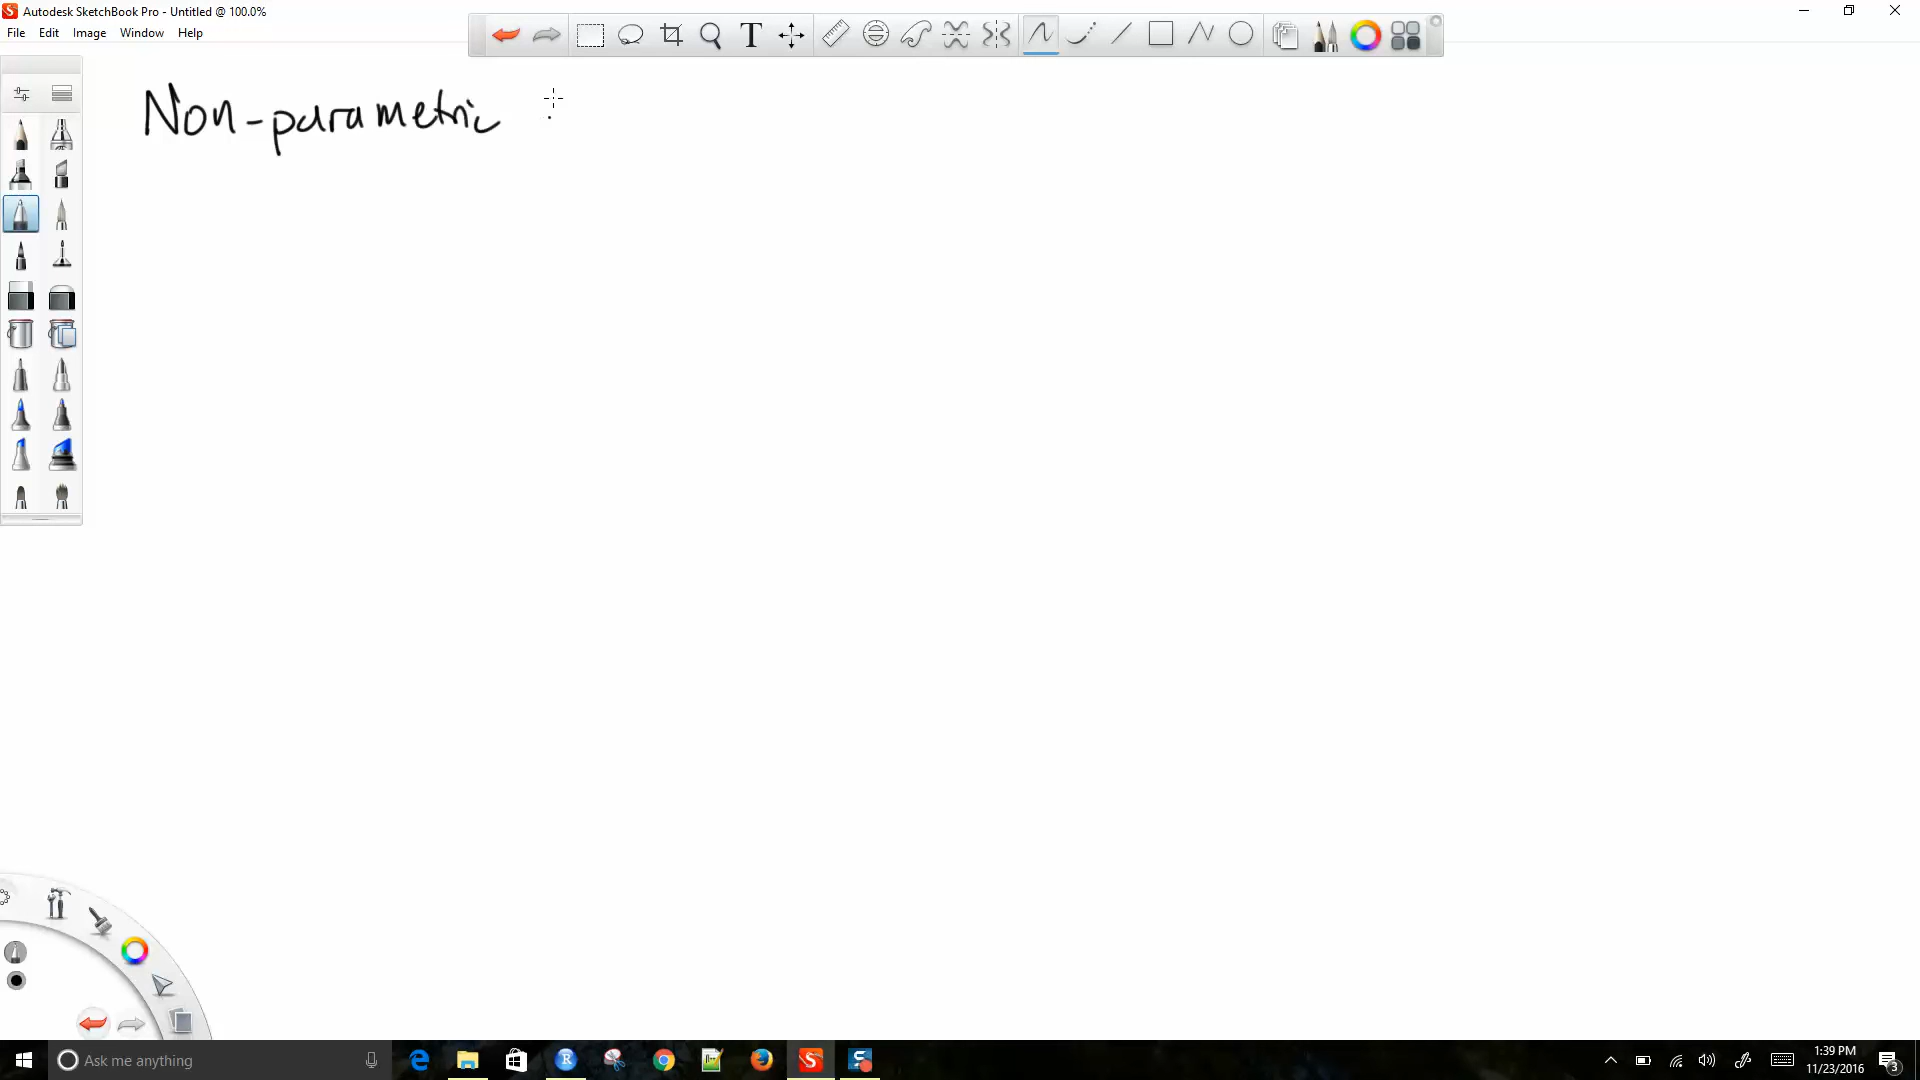 Autodesk SketchBook Pro - Untitled @ 100.0%
File Edit Image Window Help
T
Non-parametric
Ask me anything
1:39 PM
11/23/2016
3